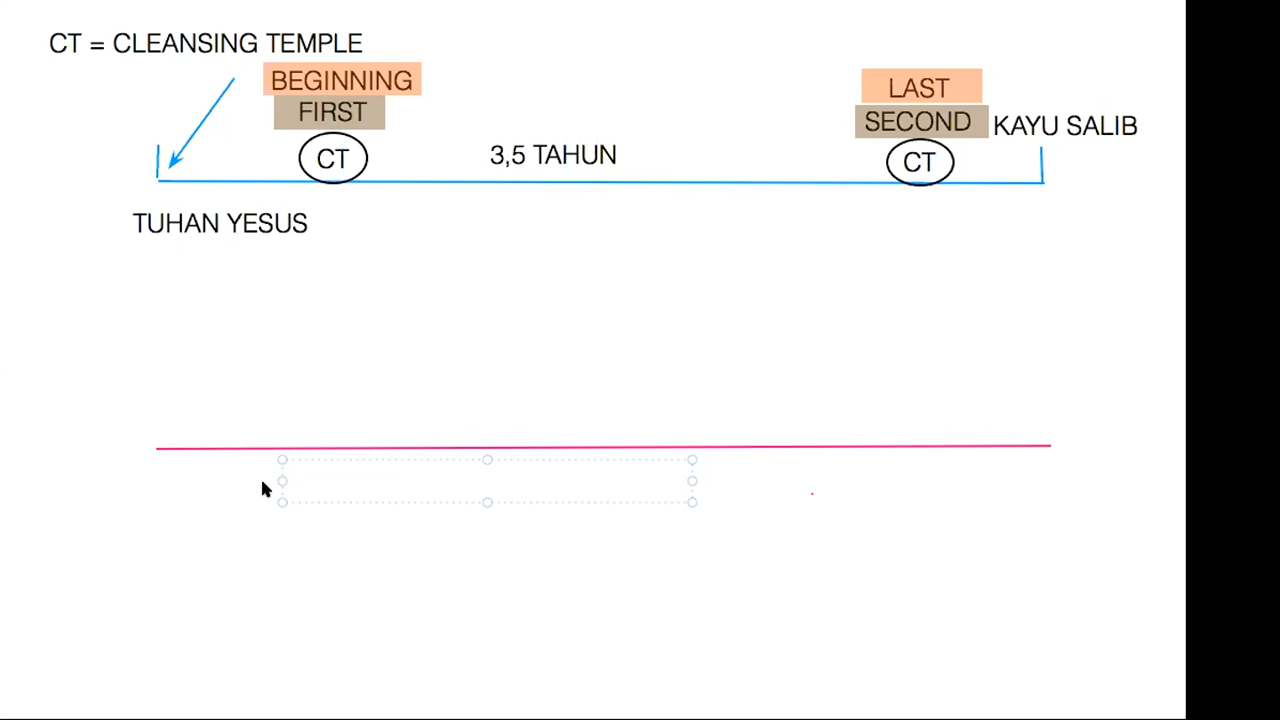 CT = CLEANSING TEMPLE
BEGINNING
FIRST
CT
3,5 TAHUN
LAST
SECOND
CT
KAYU SALIB
TUHAN YESUS